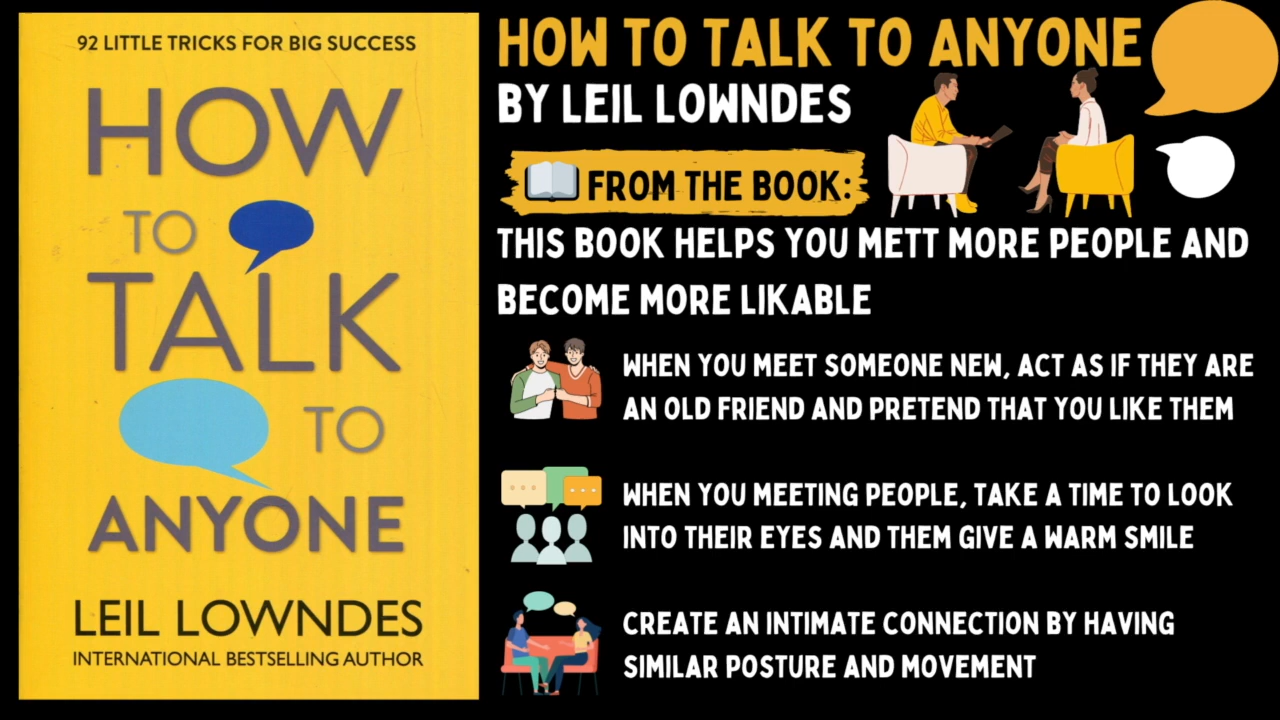 92 LITTLE TRICKS FOR BIG SUCCESS
HOW
TO
TALK
TO
ANYONE
LEIL LOWNDES
INTERNATIONAL BESTSELLING AUTHOR
HOW TO TALK TO ANYONE
BY LEIL LOWNDES
FROM THE BOOK:
THIS BOOK HELPS YOU METT MORE PEOPLE AND
BECOME MORE LIKABLE
WHEN YOU MEET SOMEONE NEW, ACT AS IF THEY ARE
AN OLD FRIEND AND PRETEND THAT YOU LIKE THEM
WHEN YOU MEETING PEOPLE, TAKE A TIME TO LOOK
INTO THEIR EYES AND THEM GIVE A WARM SMILE
CREATE AN INTIMATE CONNECTION BY HAVING
SIMILAR POSTURE AND MOVEMENT